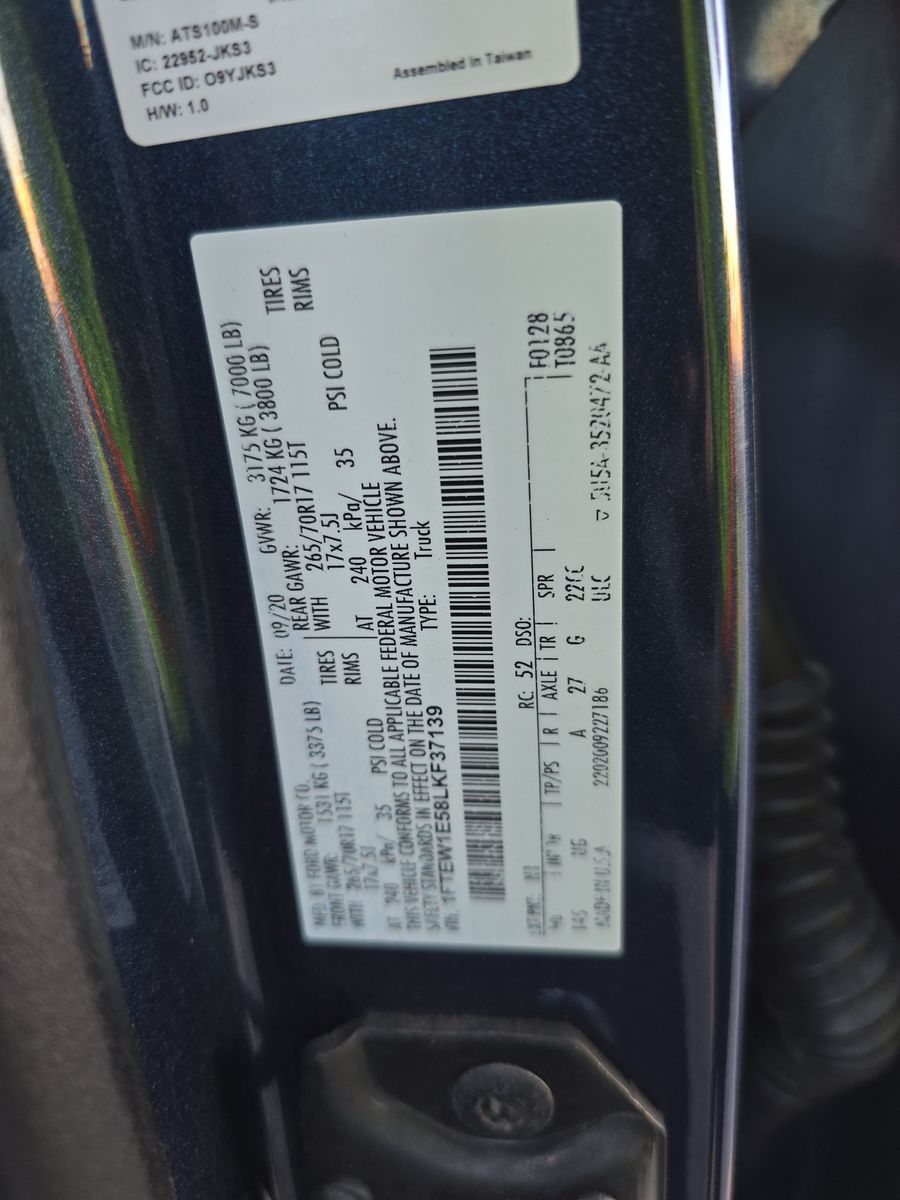 M/N: ATS100M-S
IC: 22952-JKS3
FCC ID: O9YJKS3
H/W: 1.0
Assembled in Taiwan
MFD. BY FORD MOTOR CO.
DATE: 09/20 GVWR: 3175 KG ( 7000 LB)
FRONT GAWR: 1531 KG ( 3375 LB) REAR GAWR: 1724 KG ( 3800 LB)
WITH 265/70R17 115T TIRES WITH 265/70R17 115T TIRES
17x7.5J RIMS 17x7.5J RIMS
AT 240 kPa/ 35 PSI COLD AT 240 kPa/ 35 PSI COLD
THIS VEHICLE CONFORMS TO ALL APPLICABLE FEDERAL MOTOR VEHICLE
SAFETY STANDARDS IN EFFECT ON THE DATE OF MANUFACTURE SHOWN ABOVE.
VIN: 1FTEW1E58LKF37139 TYPE: Truck
F0128
T0865
RC: 52 DSO:
TP/PS R AXLE TR SPR
145 A 27 G
MADE IN U.S.A. 2202009227186